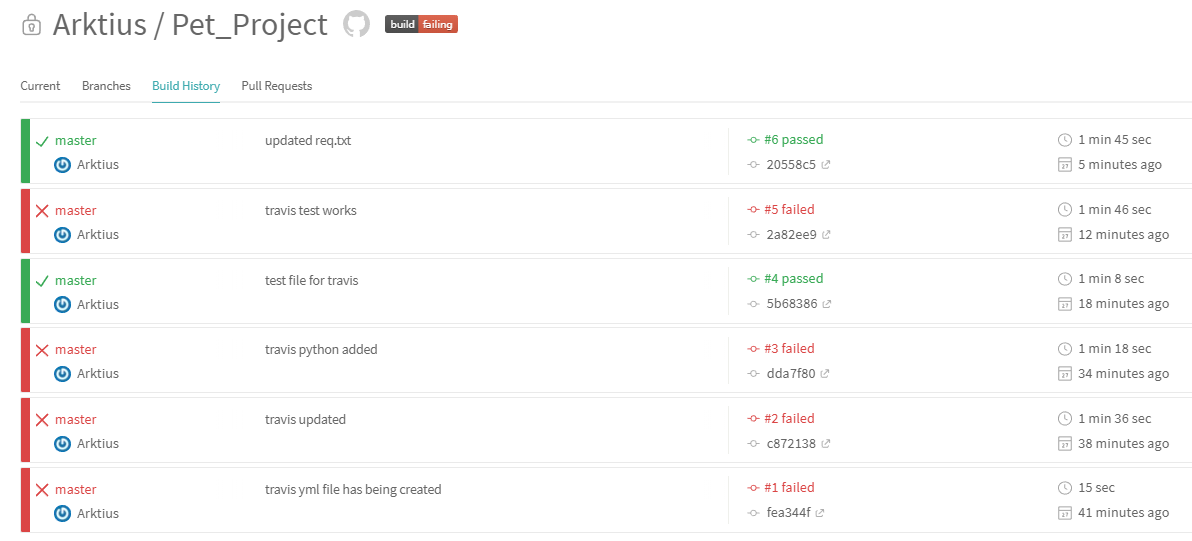 Arktius / Pet_Project build failing
Current Branches Build History Pull Requests
master updated req.txt #6 passed 1 min 45 sec
Arktius 20558c5 5 minutes ago
master travis test works #5 failed 1 min 46 sec
Arktius 2a82ee9 12 minutes ago
master test file for travis #4 passed 1 min 8 sec
Arktius 5b68386 18 minutes ago
master travis python added #3 failed 1 min 18 sec
Arktius dda7f80 34 minutes ago
master travis updated #2 failed 1 min 36 sec
Arktius c872138 38 minutes ago
master travis yml file has being created #1 failed 15 sec
Arktius fea344f 41 minutes ago